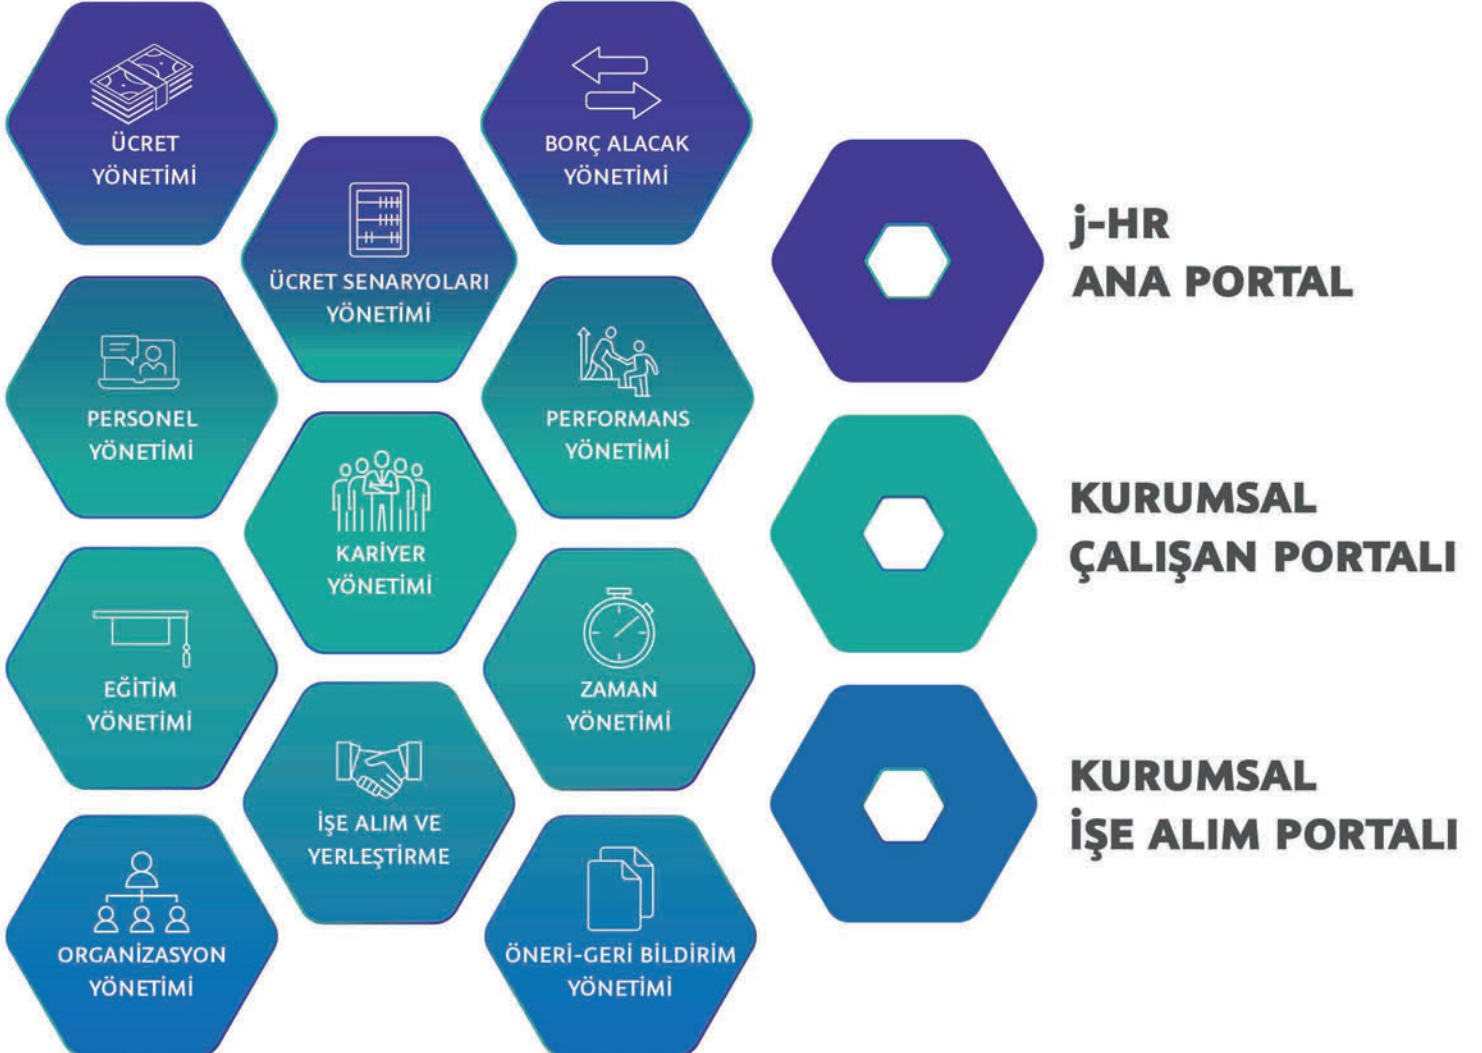 ÜCRET
YÖNETİMİ
BORÇ ALACAK
YÖNETİMİ
ÜCRET SENARYOLARI
YÖNETİMİ
PERSONEL
YÖNETİMİ
PERFORMANS
YÖNETİMİ
KARİYER
YÖNETİMİ
EĞİTİM
YÖNETİMİ
ZAMAN
YÖNETİMİ
İŞE ALIM VE
YERLEŞTİRME
ORGANİZASYON
YÖNETİMİ
ÖNERİ-GERİ BİLDİRİM
YÖNETİMİ
j-HR
ANA PORTAL
KURUMSAL
ÇALIŞAN PORTALI
KURUMSAL
İŞE ALIM PORTALI